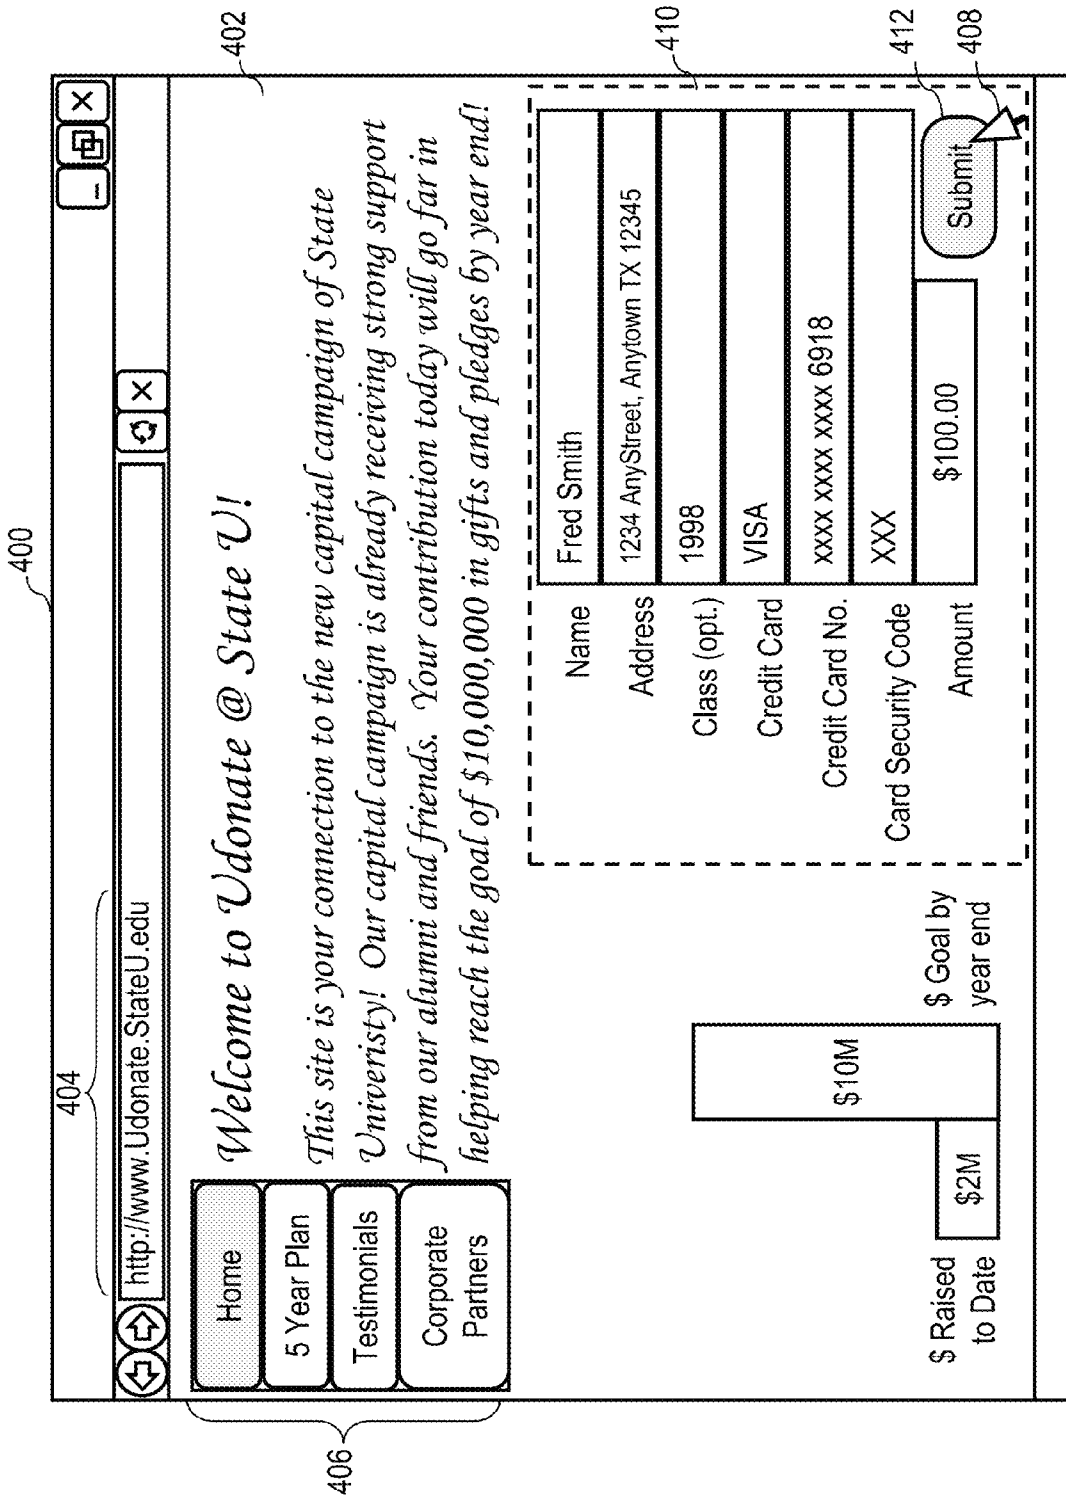 400
404
http://www.Udonate.StateU.edu
402
Home
5 Year Plan
Testimonials
Corporate
Partners
406
Welcome to Udonate @ State U!
This site is your connection to the new capital campaign of State
Univeristy!  Our capital campaign is already receiving strong support
from our alumni and friends.  Your contribution today will go far in
helping reach the goal of $10,000,000 in gifts and pledges by year end!
410
Name Fred Smith
Address 1234 AnyStreet, Anytown TX 12345
Class (opt.) 1998
Credit Card VISA
Credit Card No. xxxx xxxx xxxx 6918
Card Security Code XXX
Amount $100.00
Submit
412
408
$10M
$2M
$ Raised
to Date
$ Goal by
year end